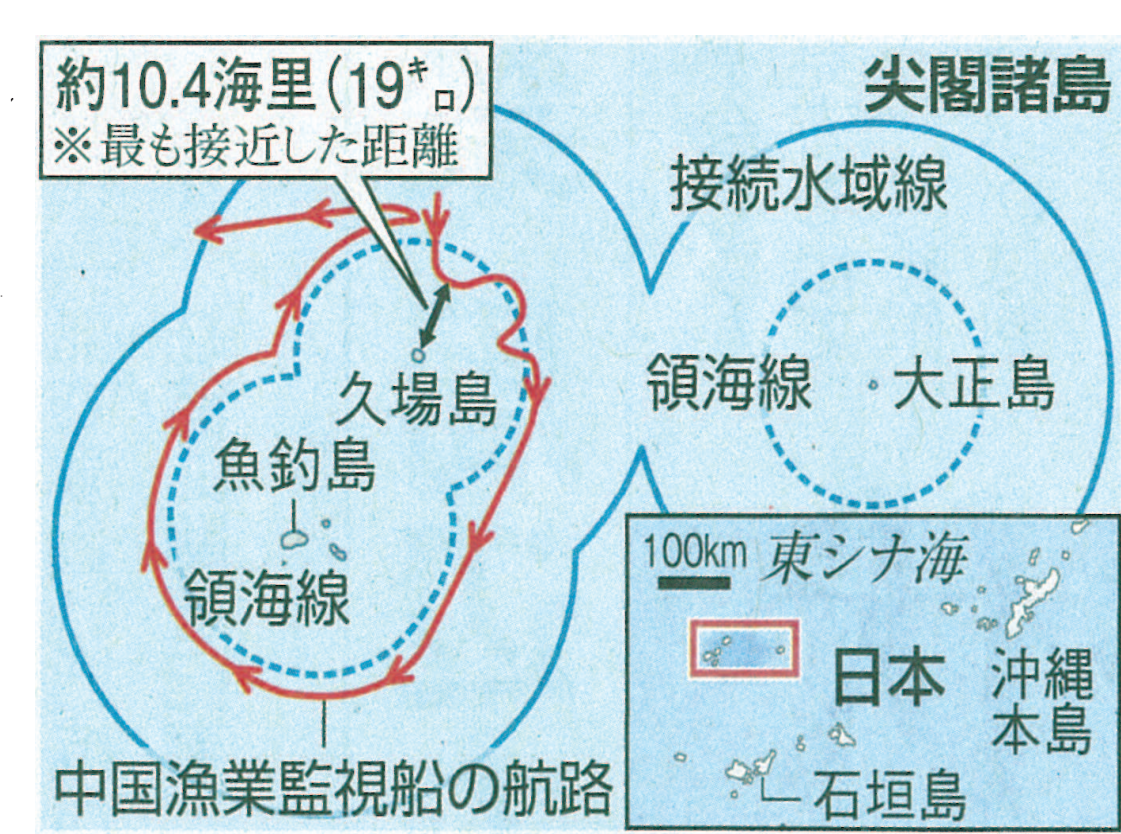 約10.4海里(19㌔)
※最も接近した距離
尖閣諸島
接続水域線
久場島
領海線
大正島
魚釣島
領海線
中国漁業監視船の航路
100km
東シナ海
日本
沖縄
本島
石垣島